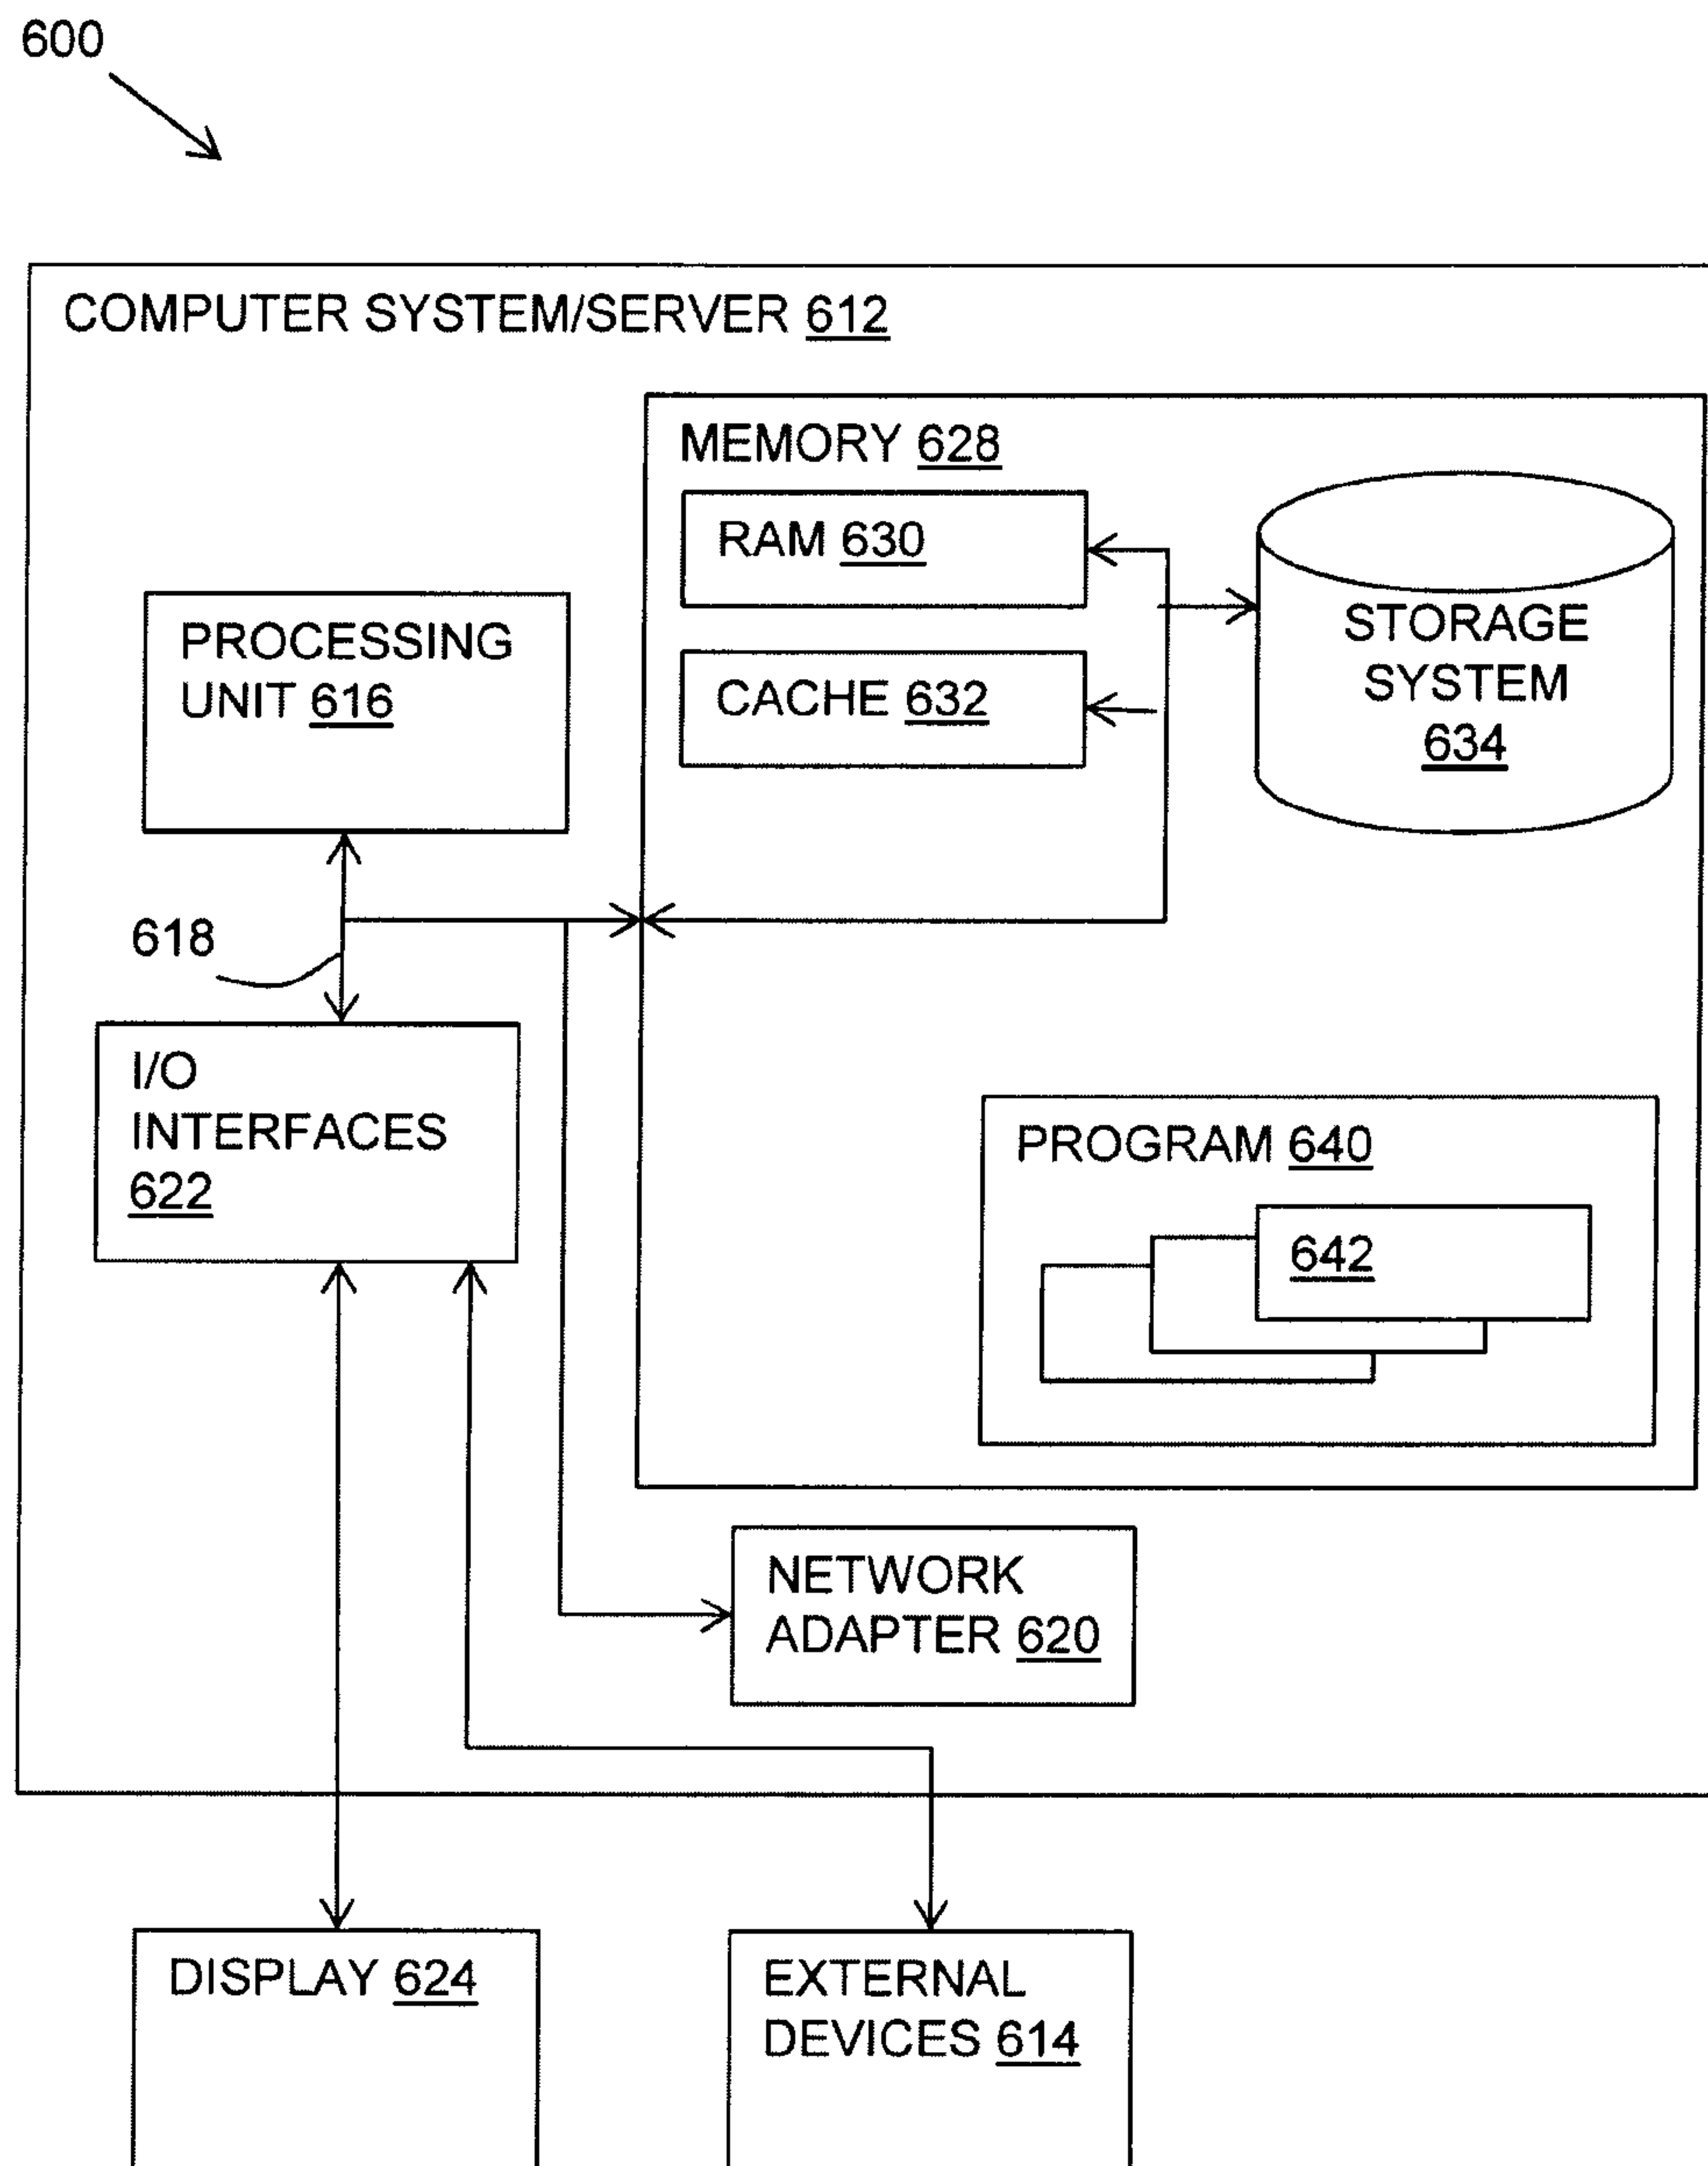 600
COMPUTER SYSTEM/SERVER 612
MEMORY 628
RAM 630
CACHE 632
STORAGE
SYSTEM
634
PROCESSING
UNIT 616
618
I/O
INTERFACES
622
PROGRAM 640
642
NETWORK
ADAPTER 620
DISPLAY 624
EXTERNAL
DEVICES 614